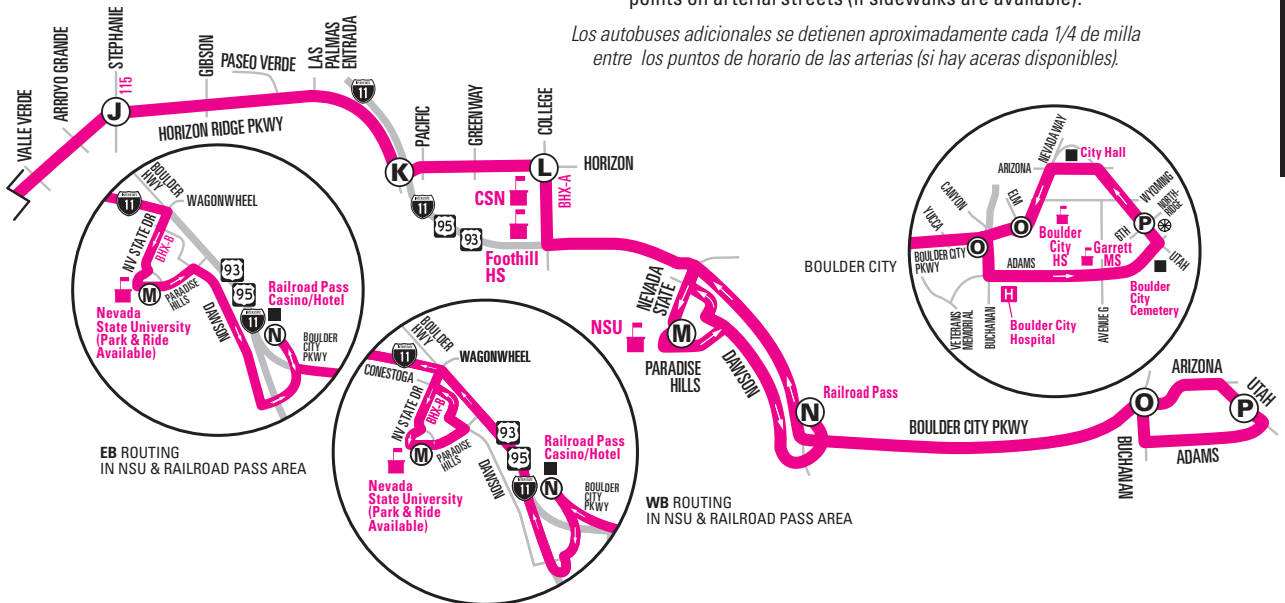 points on arterial streets (if sidewalks are available).
Los autobuses adicionales se detienen aproximadamente cada 1/4 de milla
entre los puntos de horario de las arterias (si hay aceras disponibles).
VALLE VERDE
ARROYO GRANDE
STEPHANIE
115
J
GIBSON
PASEO VERDE
LAS
PALMAS
ENTRADA
11
HORIZON RIDGE PKWY
K
PACIFIC
GREENWAY
COLLEGE
L
HORIZON
BHX-A
CSN
11
95
93
Foothill
HS
NEVADA
STATE
NSU
M
PARADISE
HILLS
DAWSON
N
Railroad Pass
BOULDER CITY PKWY
O
ARIZONA
UTAH
P
BUCHANAN
ADAMS
BOULDER
HWY
11
WAGONWHEEL
NV STATE DR
BHX-B
93
95
11
M
PARADISE
HILLS
DAWSON
Railroad Pass
Casino/Hotel
N
BOULDER
CITY
PKWY
Nevada
State University
(Park & Ride
Available)
EB ROUTING
IN NSU & RAILROAD PASS AREA
BOULDER
HWY
11
WAGONWHEEL
CONESTOGA
NV STATE DR
BHX-B
93
95
11
M
PARADISE
HILLS
DAWSON
Railroad Pass
Casino/Hotel
N
BOULDER
CITY
PKWY
Nevada
State University
(Park & Ride
Available)
WB ROUTING
IN NSU & RAILROAD PASS AREA
BOULDER CITY
NEVADA WAY
City Hall
ARIZONA
WYOMING
NORTH-
RIDGE
CANYON
YUCCA
ELM
O
O
P
6TH
Boulder
City
HS
Garrett
MS
UTAH
BOULDER CITY
PKWY
ADAMS
Boulder
City
Cemetery
H
Boulder City
Hospital
VETERANS
MEMORIAL
BUCHANAN
AVENUE G